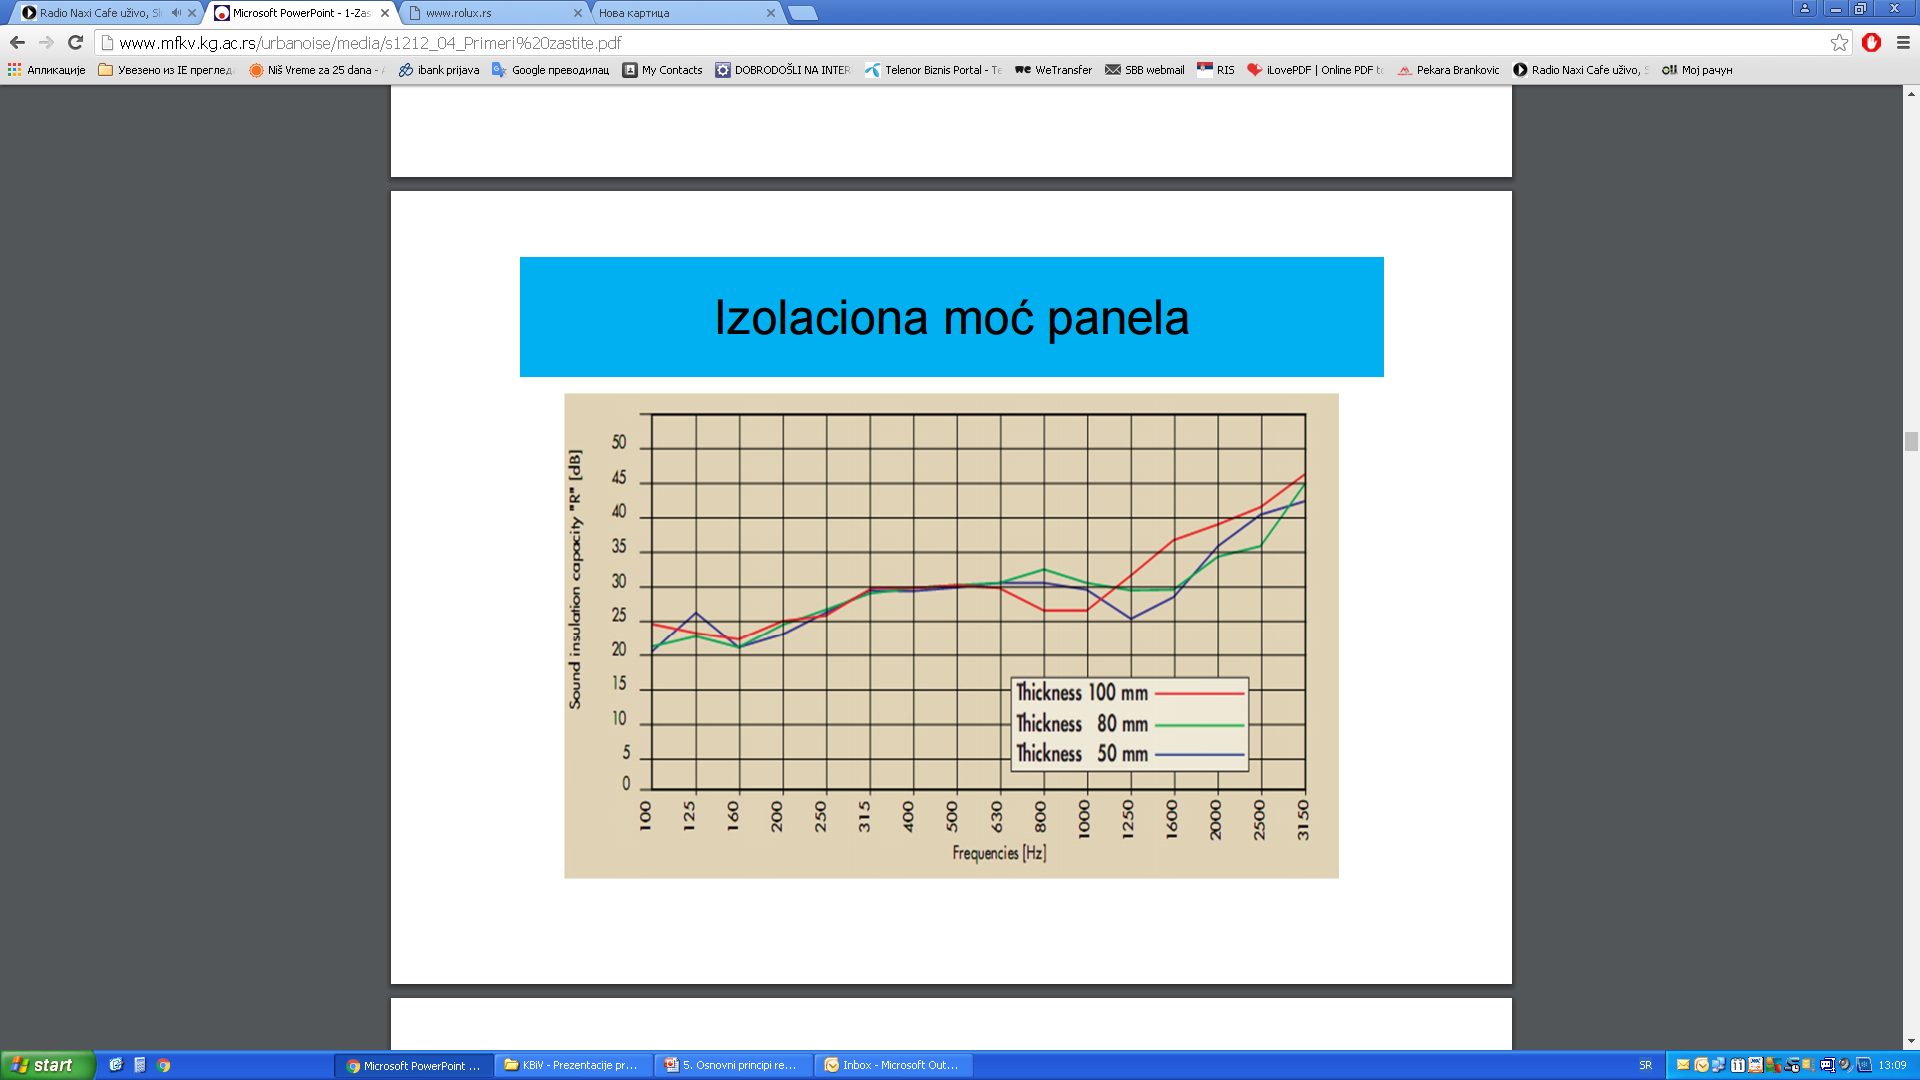 Radio Naxi Cafe uživo, Sl
Microsoft PowerPoint - 1-Zas
www.rolux.rs
Нова картица
www.mfkv.kg.ac.rs/urbanoise/media/s1212_04_Primeri%20zastite.pdf
Апликације
Увезено из IE преглед
Niš Vreme za 25 dana -
ibank prijava
Google преводилац
My Contacts
DOBRODOŠLI NA INTER
Telenor Biznis Portal - Te
WeTransfer
SBB webmail
RIS
iLovePDF | Online PDF to
Pekara Brankovic
Radio Naxi Cafe uživo, S
Мој рачун
Izolaciona moć panela
Sound insulation capacity "R" [dB]
50
45
40
35
30
25
20
15
10
5
0
Thickness 100 mm
Thickness 80 mm
Thickness 50 mm
100 125 160 200 250 315 400 500 630 800 1000 1250 1600 2000 2500 3150
Frequencies [Hz]
start
Microsoft PowerPoint ...
KBiV - Prezentacije pr...
5. Osnovni principi re...
Inbox - Microsoft Out...
SR
13:09